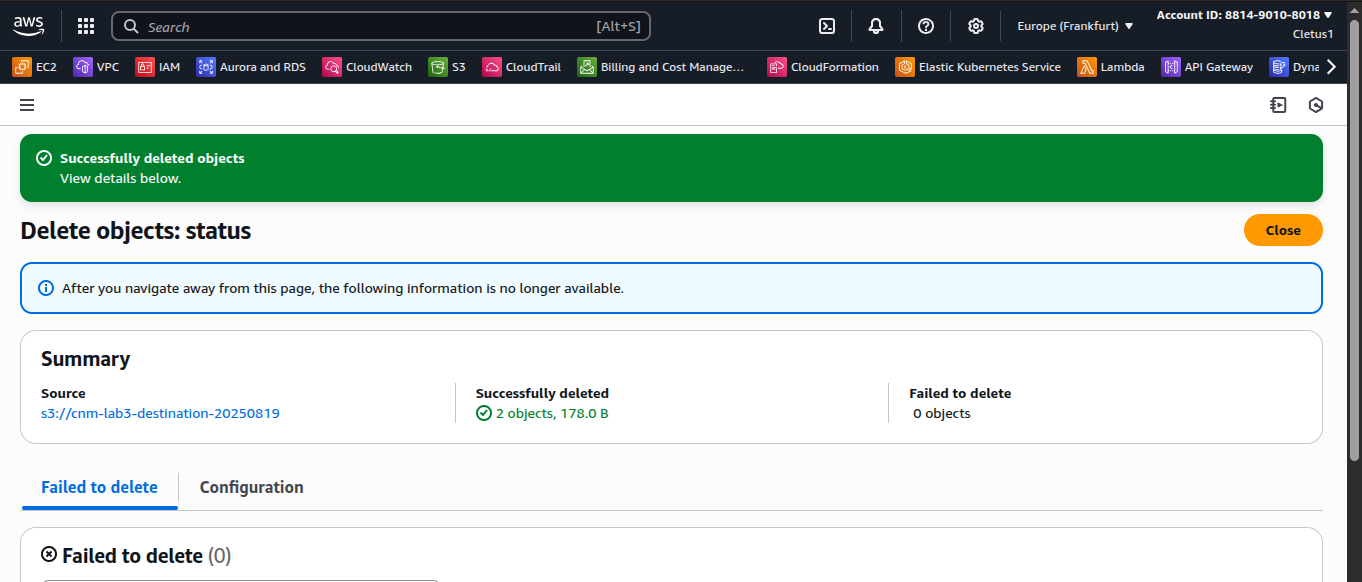 aws
Search [Alt+S] Europe (Frankfurt) Account ID: 8814-9010-8018
Cletus1
EC2 VPC IAM Aurora and RDS CloudWatch S3 CloudTrail Billing and Cost Manage... CloudFormation Elastic Kubernetes Service Lambda API Gateway Dyna
Successfully deleted objects
View details below.
Delete objects: status Close
After you navigate away from this page, the following information is no longer available.
Summary
Source Successfully deleted Failed to delete
s3://cnm-lab3-destination-20250819 2 objects, 178.0 B 0 objects
Failed to delete Configuration
Failed to delete (0)